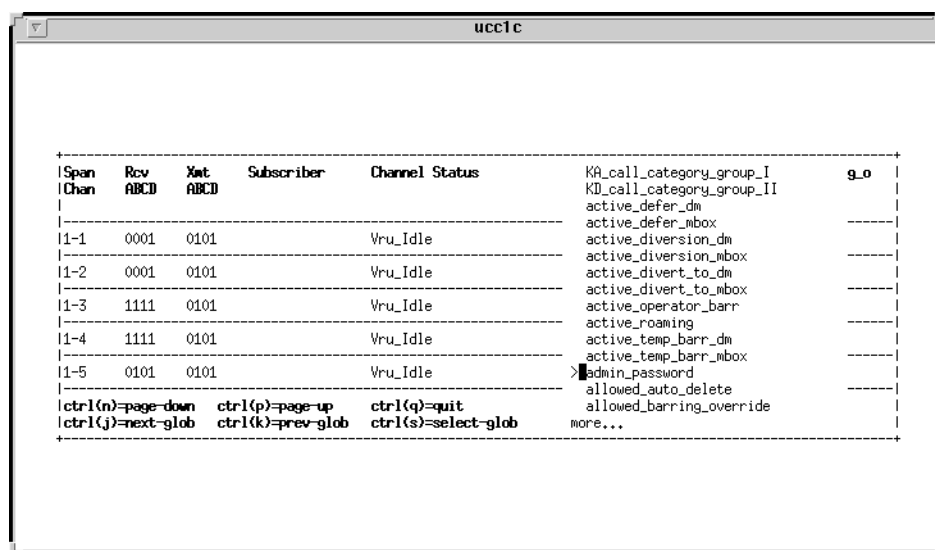 ucc1c
Span Rcv Xmt Subscriber Channel Status KA_call_category_group_I g_o
Chan ABCD ABCD KD_call_category_group_II
active_defer_dm
active_defer_mbox
1-1 0001 0101 Vru_Idle active_diversion_dm
active_diversion_mbox
1-2 0001 0101 Vru_Idle active_divert_to_dm
active_divert_to_mbox
1-3 1111 0101 Vru_Idle active_operator_barr
active_roaming
1-4 1111 0101 Vru_Idle active_temp_barr_dm
active_temp_barr_mbox
1-5 0101 0101 Vru_Idle >admin_password
allowed_auto_delete
ctrl(n)=page-down ctrl(p)=page-up ctrl(q)=quit allowed_barring_override
ctrl(j)=next-glob ctrl(k)=prev-glob ctrl(s)=select-glob more...